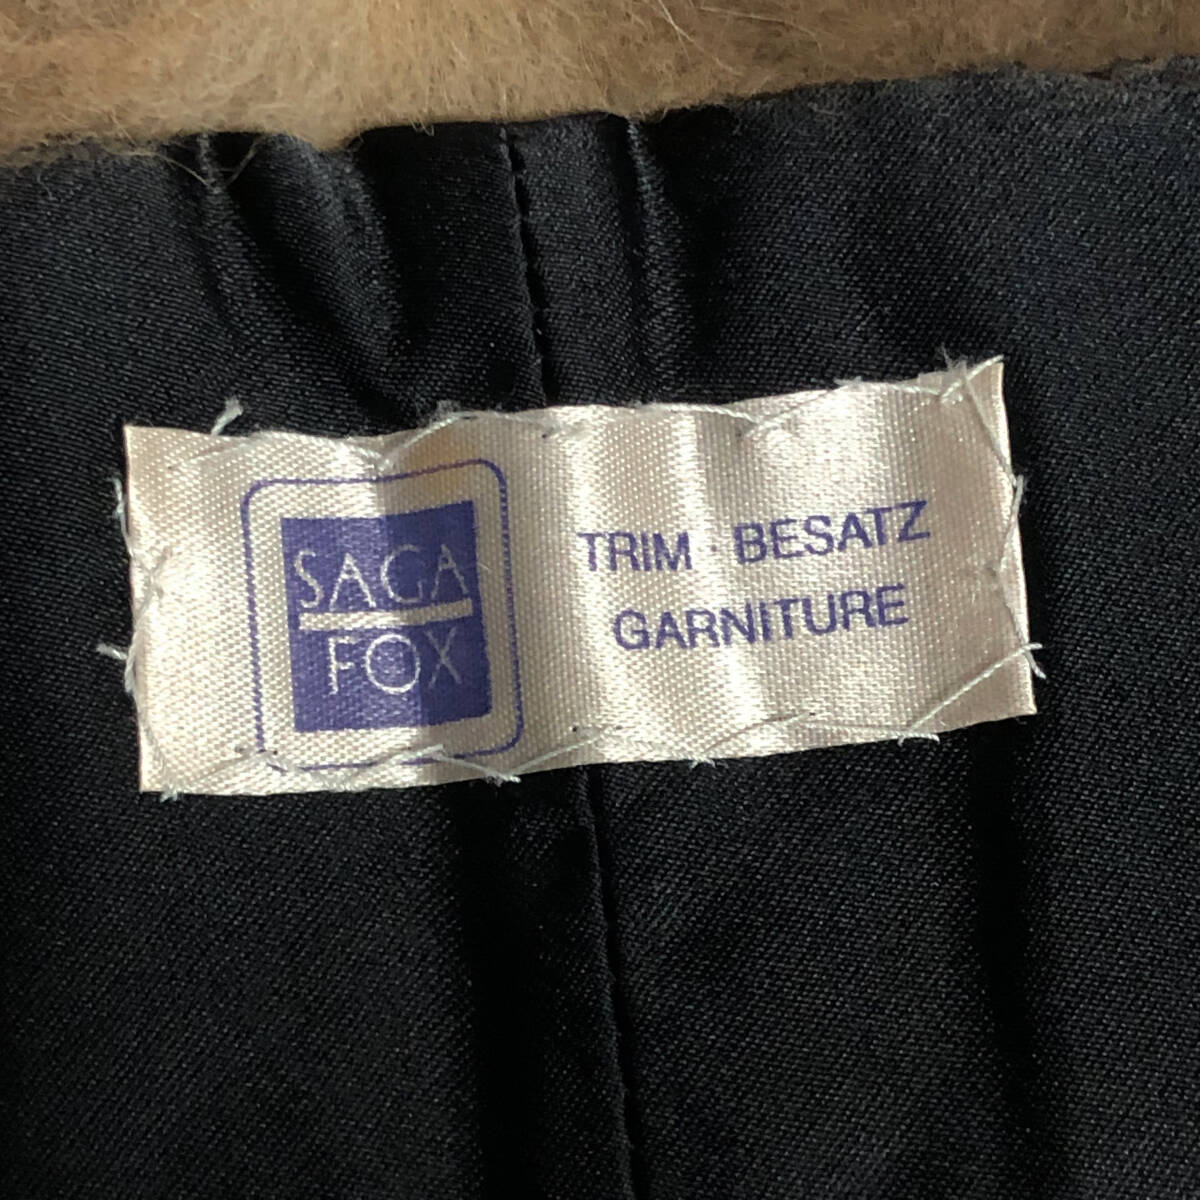 SAGA
FOX
TRIM · BESATZ
GARNITURE